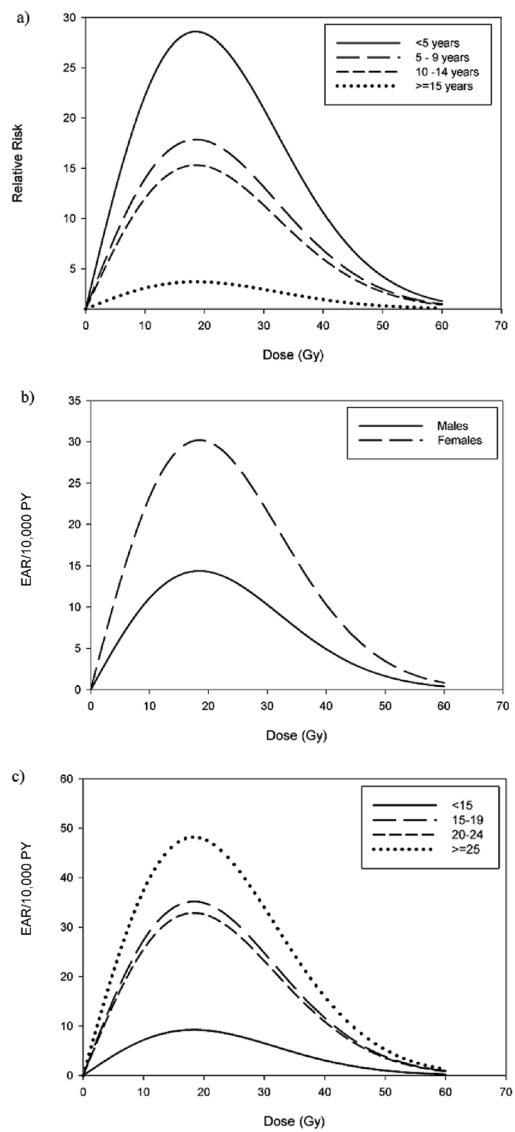 a)
Relative Risk
30
25
20
15
10
5
<5 years
5 - 9 years
10 -14 years
>=15 years
0 10 20 30 40 50 60 70
Dose (Gy)
b)
EAR/10,000 PY
35
30
25
20
15
10
5
0
Males
Females
0 10 20 30 40 50 60 70
Dose (Gy)
c)
EAR/10,000 PY
60
50
40
30
20
10
0
<15
15-19
20-24
>=25
0 10 20 30 40 50 60 70
Dose (Gy)